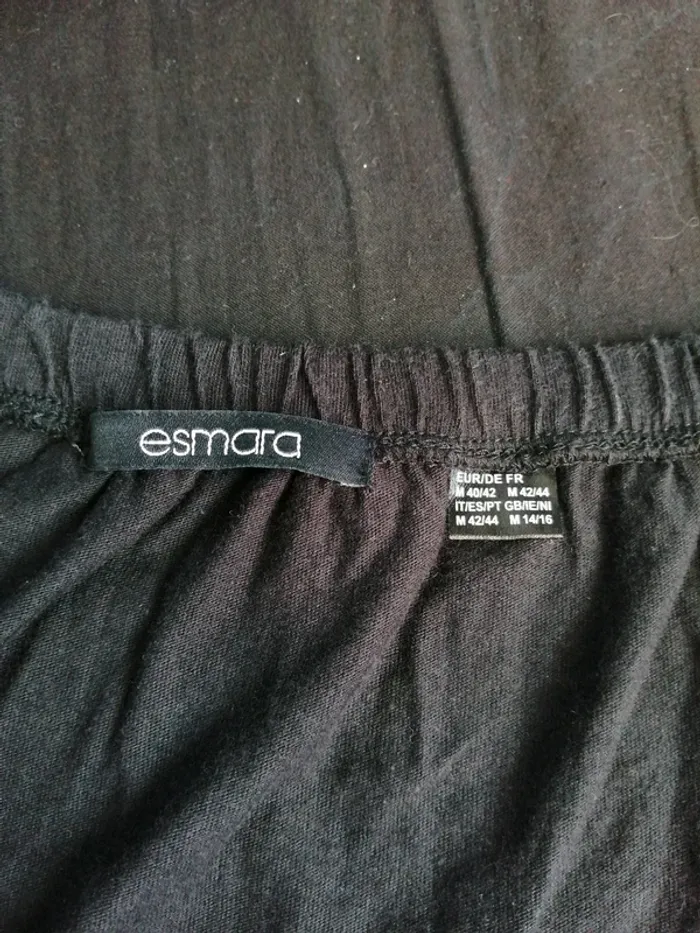 esmara
EUR/DE FR
M 40/42 M 42/44
IT/ES/PT GB/IE/NI
M 42/44 M 14/16